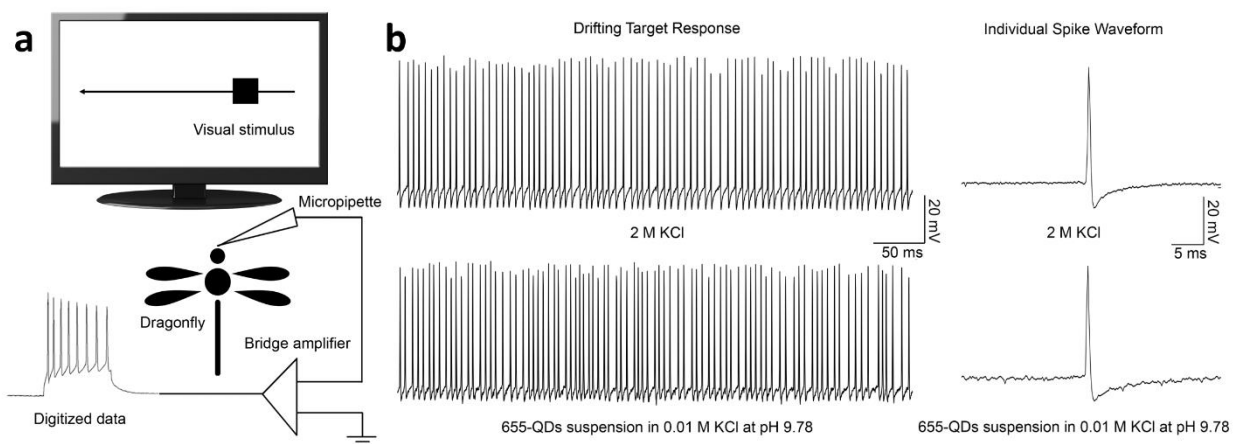 a
Visual stimulus
Micropipette
Dragonfly
Bridge amplifier
Digitized data
b
Drifting Target Response
Individual Spike Waveform
2 M KCl
20 mV
50 ms
2 M KCl
20 mV
5 ms
655-QDs suspension in 0.01 M KCl at pH 9.78
655-QDs suspension in 0.01 M KCl at pH 9.78